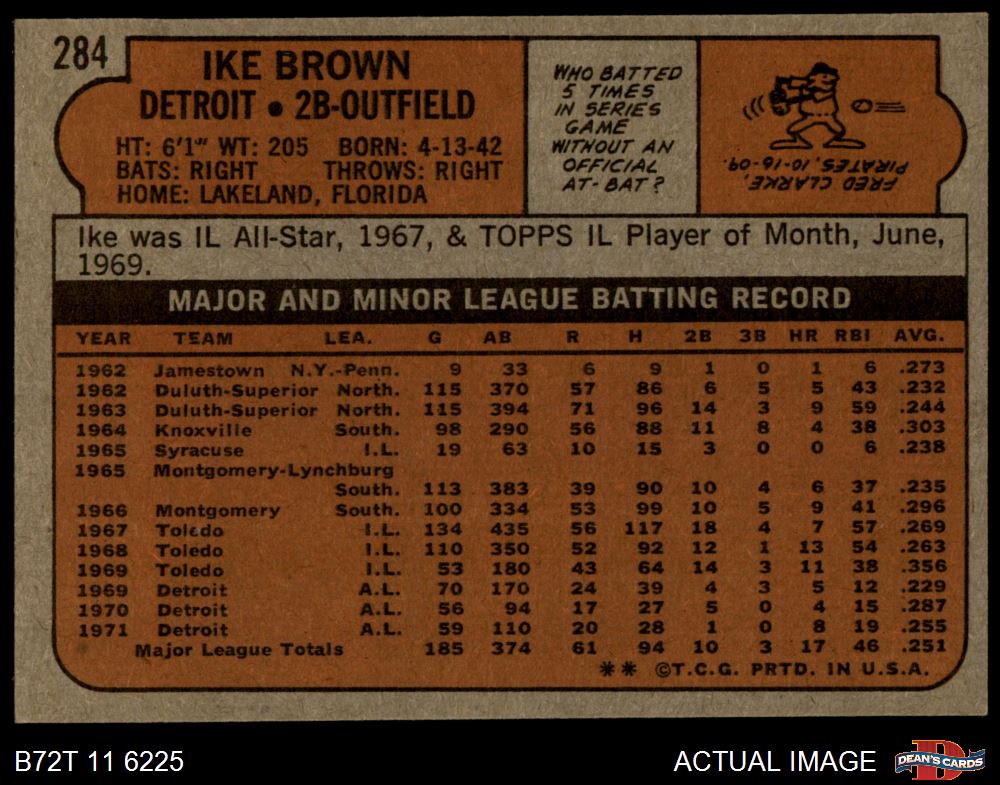 284
IKE BROWN
DETROIT • 2B-OUTFIELD
HT: 6'1" WT: 205 BORN: 4-13-42
BATS: RIGHT THROWS: RIGHT
HOME: LAKELAND, FLORIDA
WHO BATTED
5 TIMES
IN SERIES
GAME
WITHOUT AN
OFFICIAL
AT-BAT?
FRED CLARKE,
PIRATES, 10-16-09.
Ike was IL All-Star, 1967, & TOPPS IL Player of Month, June,
1969.
MAJOR AND MINOR LEAGUE BATTING RECORD
YEAR TEAM LEA. G AB R H 2B 3B HR RBI AVG.
1962 Jamestown N.Y.-Penn. 9 33 6 9 1 0 1 6 .273
1962 Duluth-Superior North. 115 370 57 86 6 5 5 43 .232
1963 Duluth-Superior North. 115 394 71 96 14 3 9 59 .244
1964 Knoxville South. 98 290 56 88 11 8 4 38 .303
1965 Syracuse I.L. 19 63 10 15 3 0 0 6 .238
1965 Montgomery-Lynchburg
South. 113 383 39 90 10 4 6 37 .235
1966 Montgomery South. 100 334 53 99 10 5 9 41 .296
1967 Toledo I.L. 134 435 56 117 18 4 7 57 .269
1968 Toledo I.L. 110 350 52 92 12 1 13 54 .263
1969 Toledo I.L. 53 180 43 64 14 3 11 38 .356
1969 Detroit A.L. 70 170 24 39 4 3 5 12 .229
1970 Detroit A.L. 56 94 17 27 5 0 4 15 .287
1971 Detroit A.L. 59 110 20 28 1 0 8 19 .255
Major League Totals 185 374 61 94 10 3 17 46 .251
** ©T.C.G. PRTD. IN U.S.A.
B72T 11 6225
ACTUAL IMAGE
DEAN'S CARDS